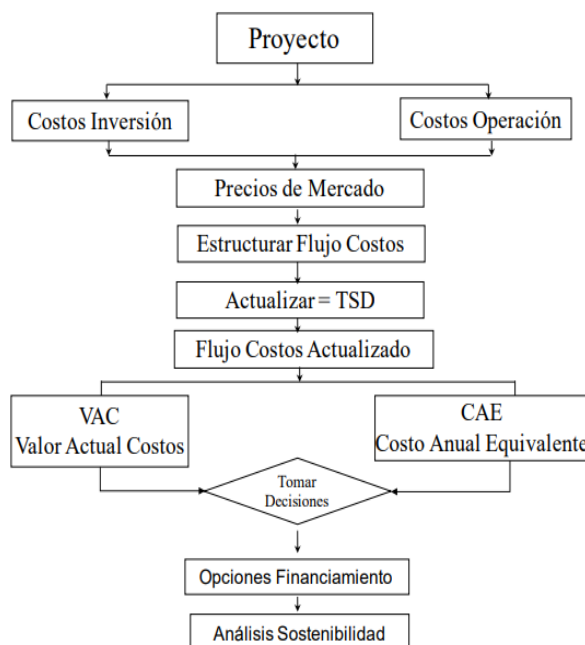 Proyecto
Costos Inversión
Costos Operación
Precios de Mercado
Estructurar Flujo Costos
Actualizar = TSD
Flujo Costos Actualizado
VAC
Valor Actual Costos
CAE
Costo Anual Equivalente
Tomar
Decisiones
Opciones Financiamiento
Análisis Sostenibilidad